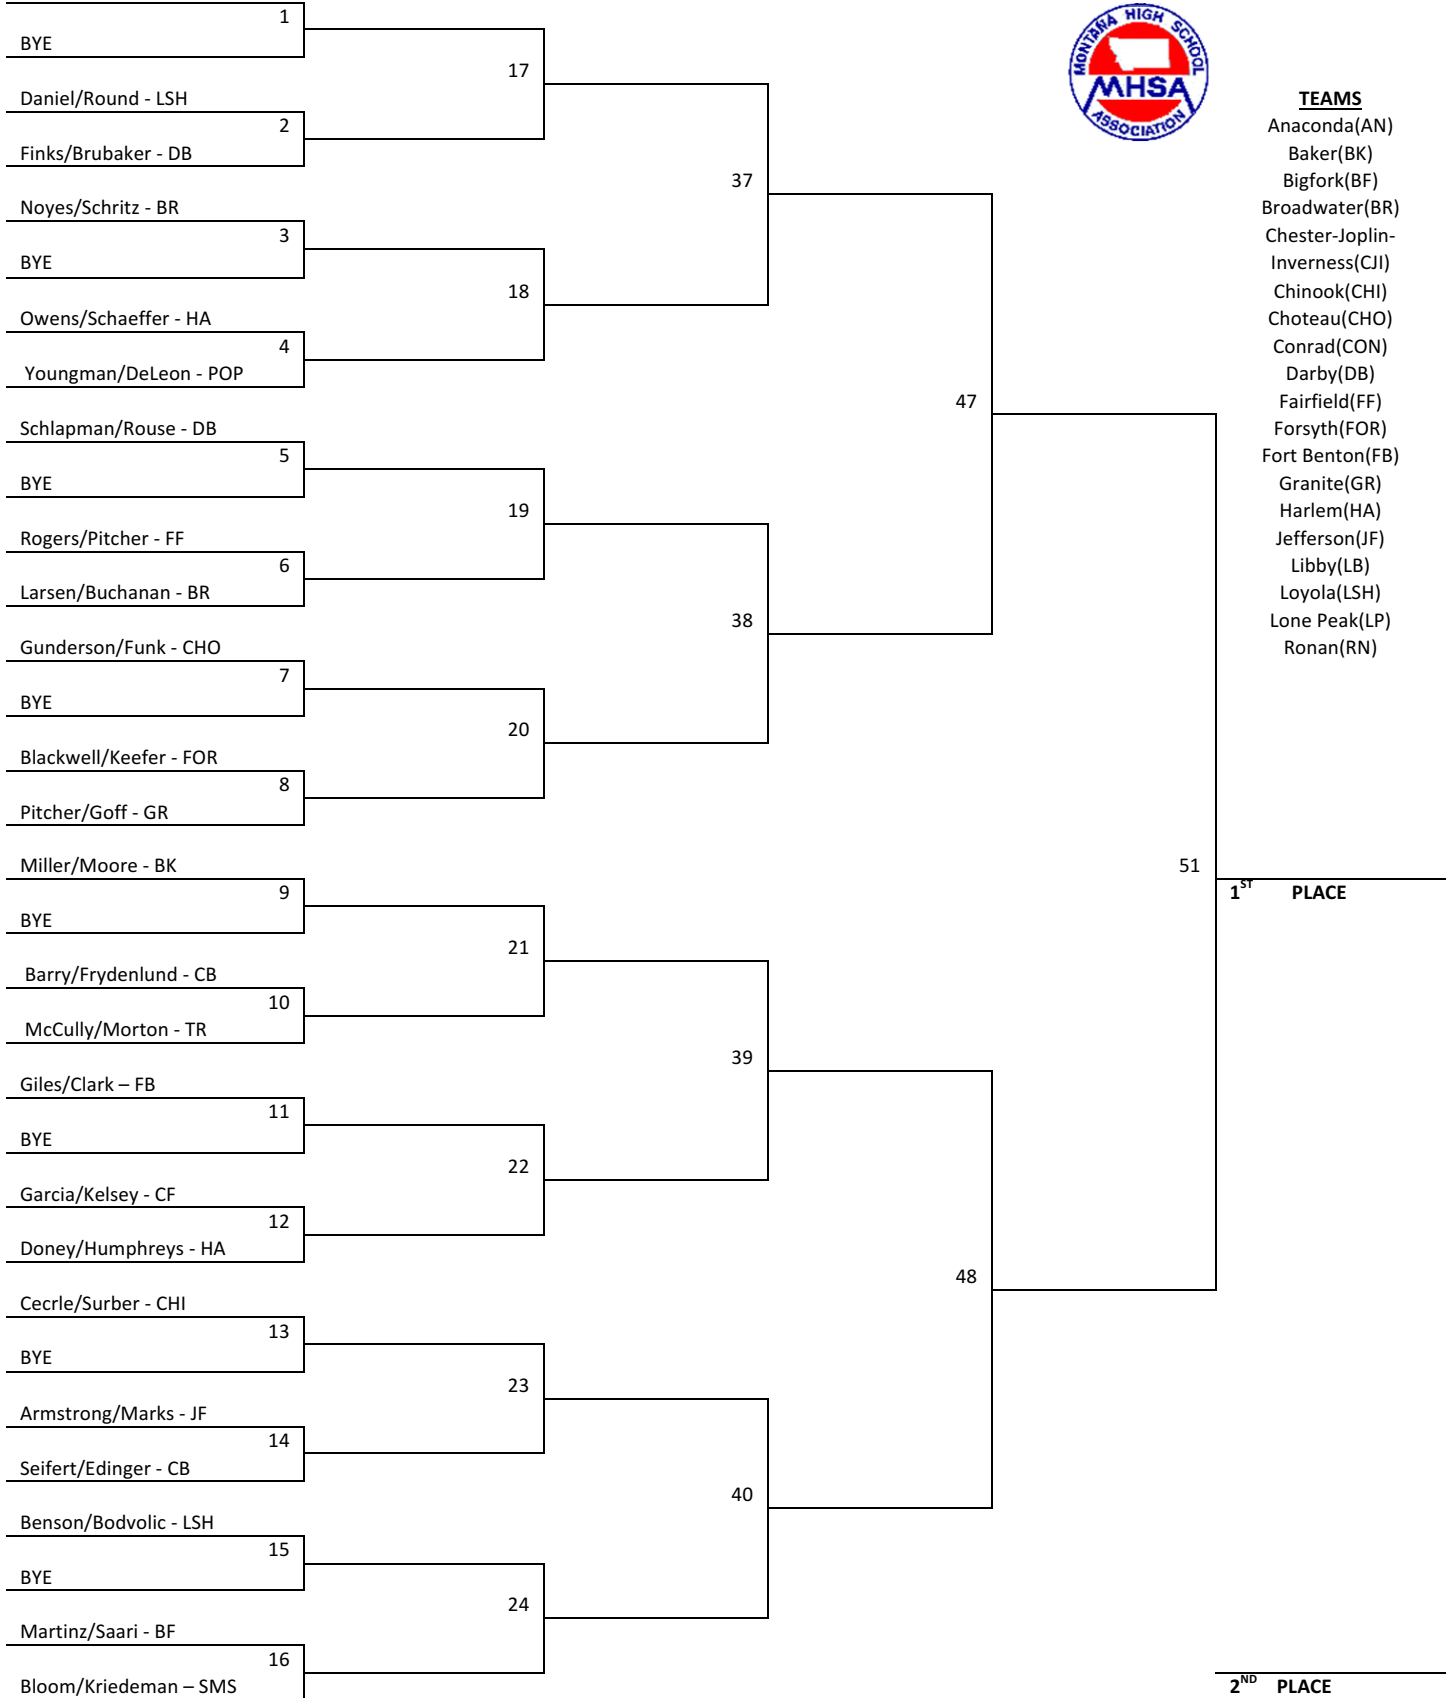 1
BYE
17
Daniel/Round - LSH
2
Finks/Brubaker - DB
37
Noyes/Schritz - BR
3
BYE
18
Owens/Schaeffer - HA
4
Youngman/DeLeon - POP
47
Schlapman/Rouse - DB
5
BYE
19
Rogers/Pitcher - FF
6
Larsen/Buchanan - BR
38
Gunderson/Funk - CHO
7
BYE
20
Blackwell/Keefer - FOR
8
Pitcher/Goff - GR
51
Miller/Moore - BK
9
BYE
21
Barry/Frydenlund - CB
10
McCully/Morton - TR
39
Giles/Clark – FB
11
BYE
22
Garcia/Kelsey - CF
12
Doney/Humphreys - HA
48
Cecrle/Surber - CHI
13
BYE
23
Armstrong/Marks - JF
14
Seifert/Edinger - CB
40
Benson/Bodvolic - LSH
15
BYE
24
Martinz/Saari - BF
16
Bloom/Kriedeman – SMS
MONTANA HIGH SCHOOL
MHSA
ASSOCIATION
TEAMS
Anaconda(AN)
Baker(BK)
Bigfork(BF)
Broadwater(BR)
Chester-Joplin-
Inverness(CJI)
Chinook(CHI)
Choteau(CHO)
Conrad(CON)
Darby(DB)
Fairfield(FF)
Forsyth(FOR)
Fort Benton(FB)
Granite(GR)
Harlem(HA)
Jefferson(JF)
Libby(LB)
Loyola(LSH)
Lone Peak(LP)
Ronan(RN)
1ST PLACE
2ND PLACE